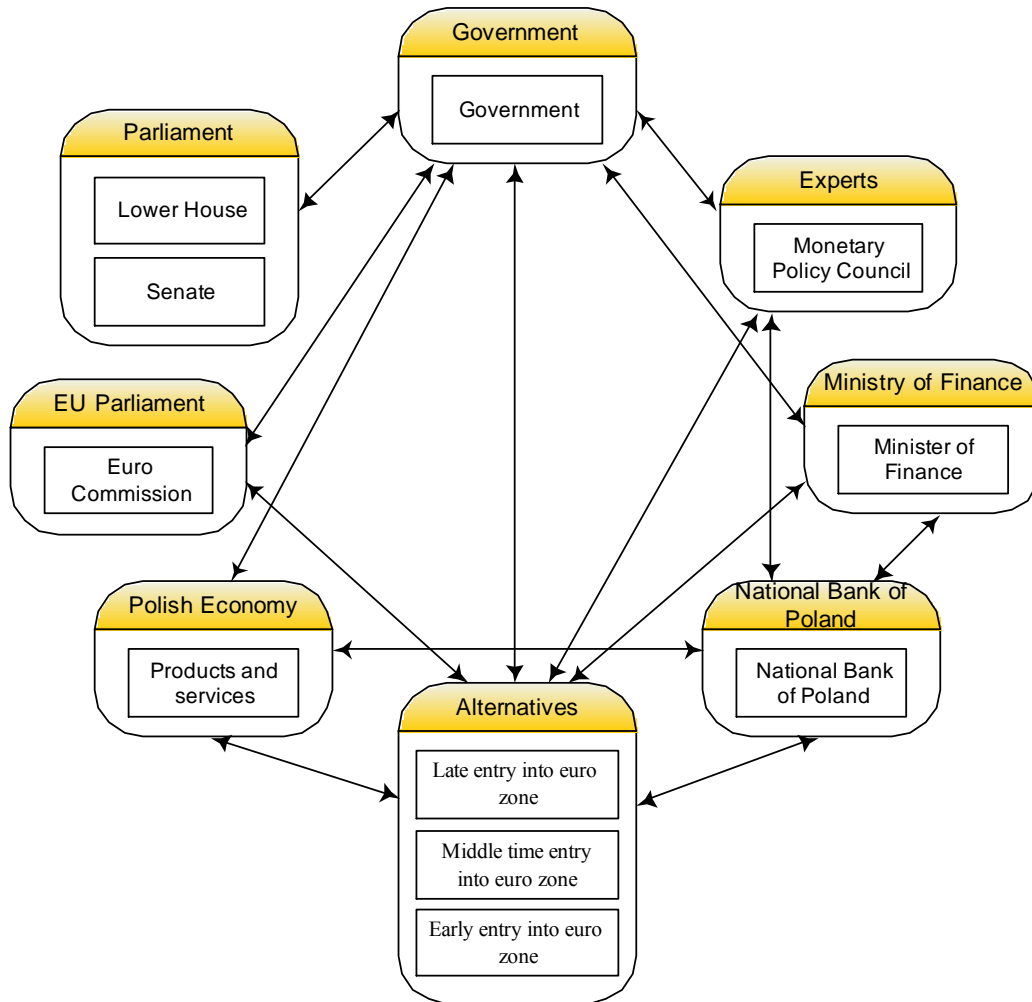 Government
Government
Parliament
Lower House
Senate
Experts
Monetary
Policy Council
EU Parliament
Euro
Commission
Ministry of Finance
Minister of
Finance
Polish Economy
Products and
services
National Bank of
Poland
National Bank
of Poland
Alternatives
Late entry into euro
zone
Middle time entry
into euro zone
Early entry into euro
zone